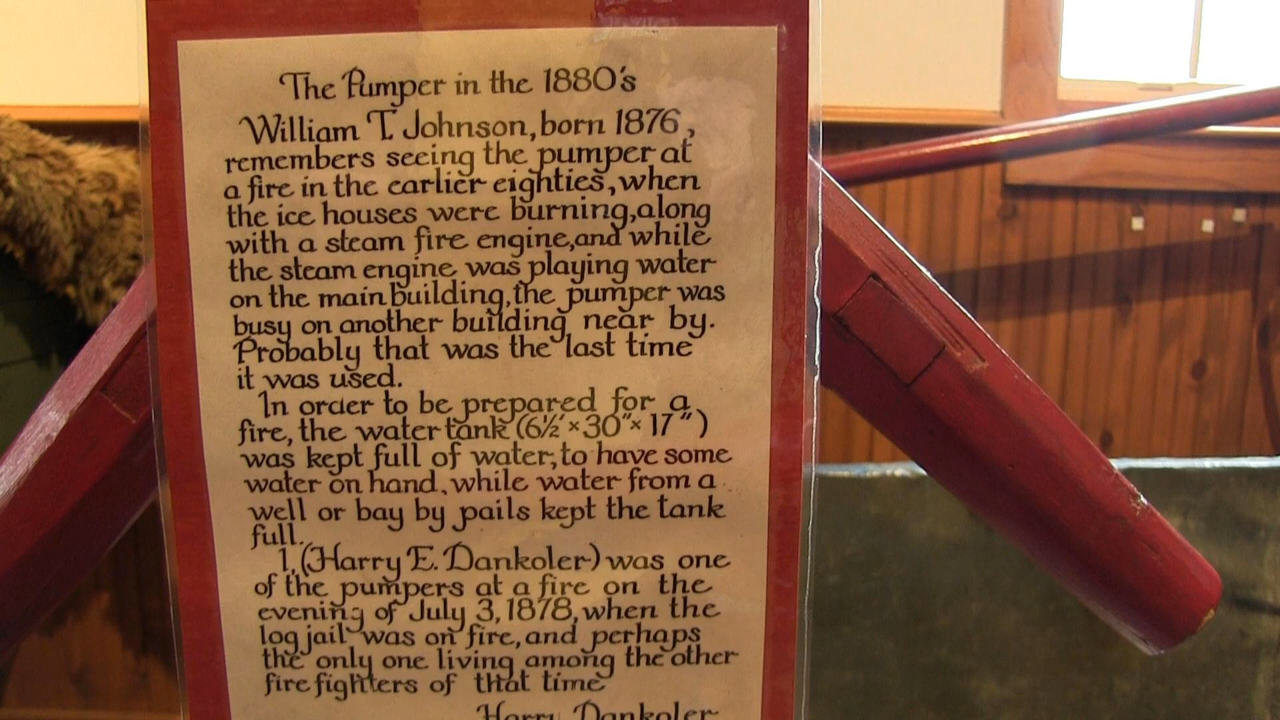 The Pumper in the 1880's
William T. Johnson, born 1876,
remembers seeing the pumper at
a fire in the earlier eighties, when
the ice houses were burning, along
with a steam fire engine, and while
the steam engine was playing water
on the main building, the pumper was
busy on another building near by.
Probably that was the last time
it was used.
In order to be prepared for a
fire, the water tank (6½' × 30" × 17")
was kept full of water, to have some
water on hand, while water from a
well or bay by pails kept the tank
full.
I, (Harry E. Dankoler) was one
of the pumpers at a fire on the
evening of July 3, 1878, when the
log jail was on fire, and perhaps
the only one living among the other
fire fighters of that time
Harry Dankoler